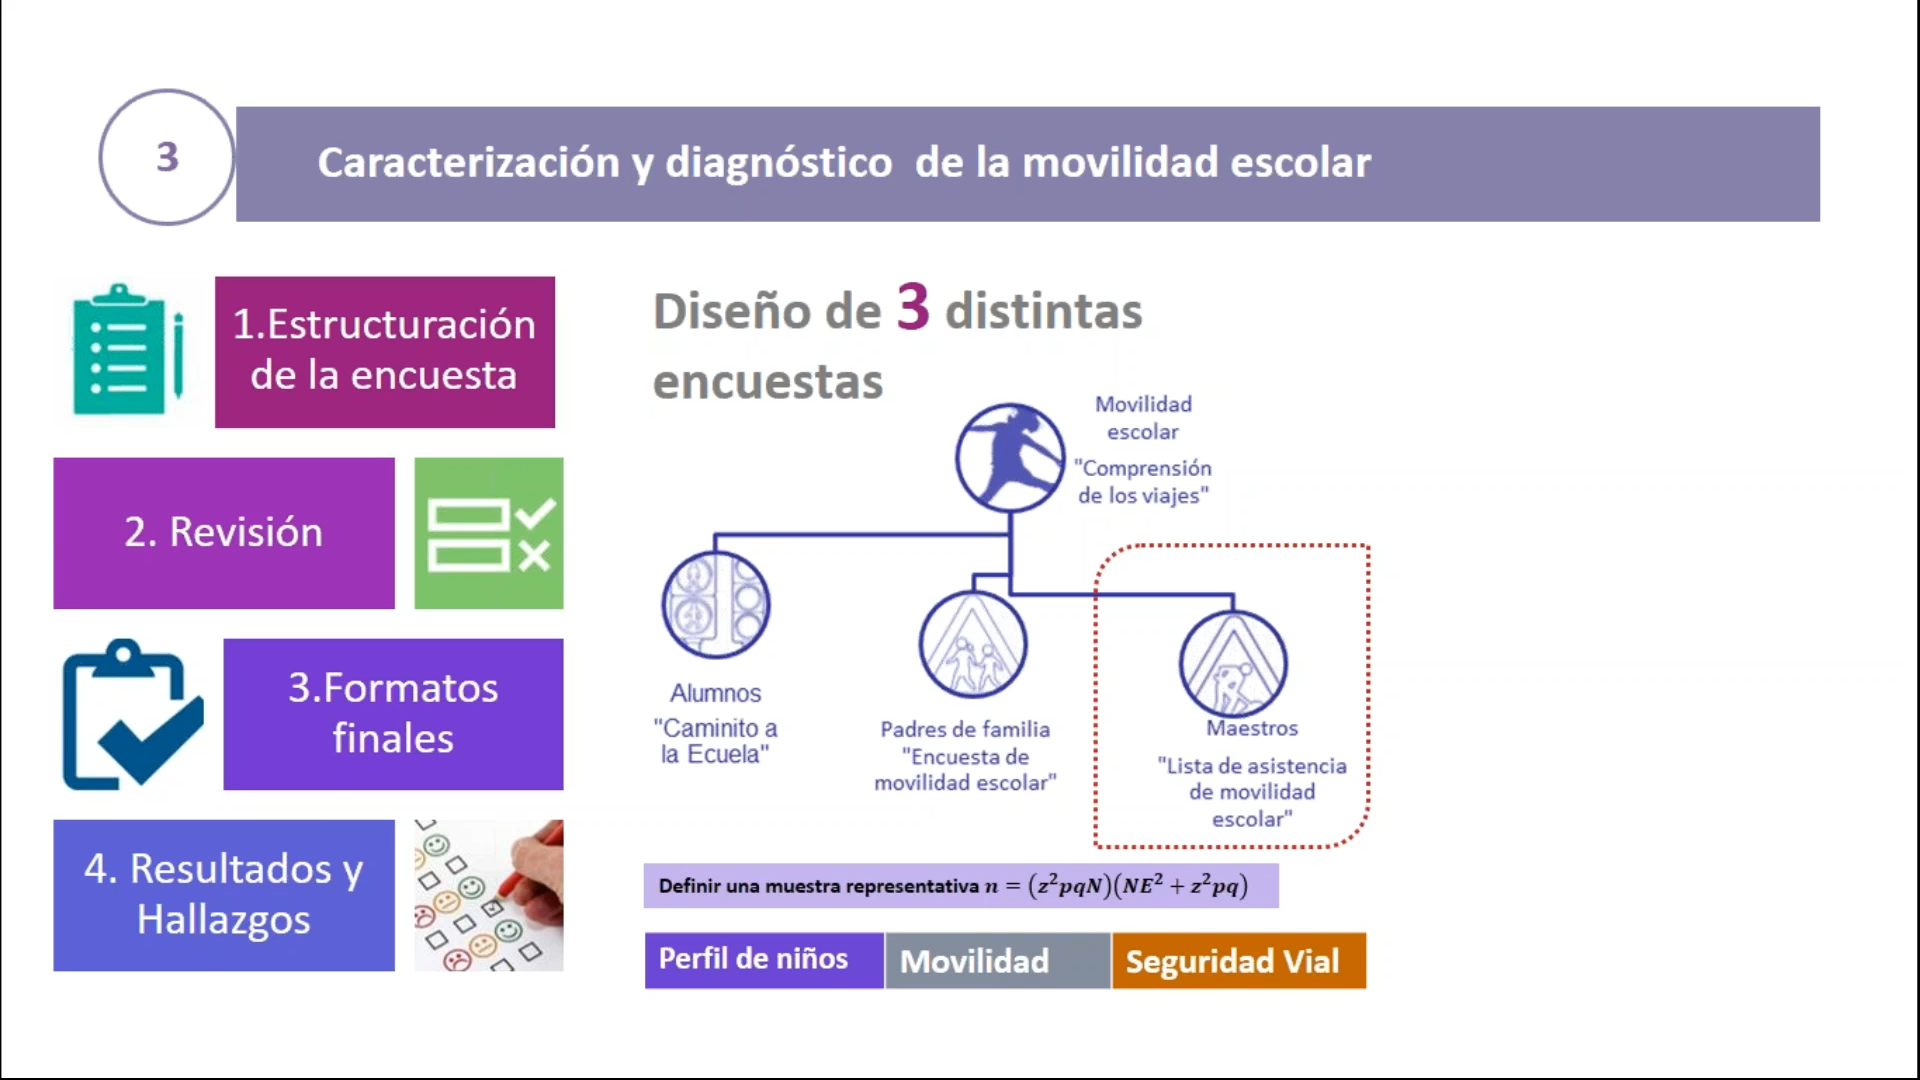 3
Caracterización y diagnóstico de la movilidad escolar
1.Estructuración
de la encuesta
2. Revisión
3.Formatos
finales
4. Resultados y
Hallazgos
Diseño de 3 distintas
encuestas
Movilidad
escolar
"Comprensión
de los viajes"
Alumnos
"Caminito a
la Ecuela"
Padres de familia
"Encuesta de
movilidad escolar"
Maestros
"Lista de asistencia
de movilidad
escolar"
Definir una muestra representativa n = (z²pqN)(NE² + z²pq)
Perfil de niños
Movilidad
Seguridad Vial